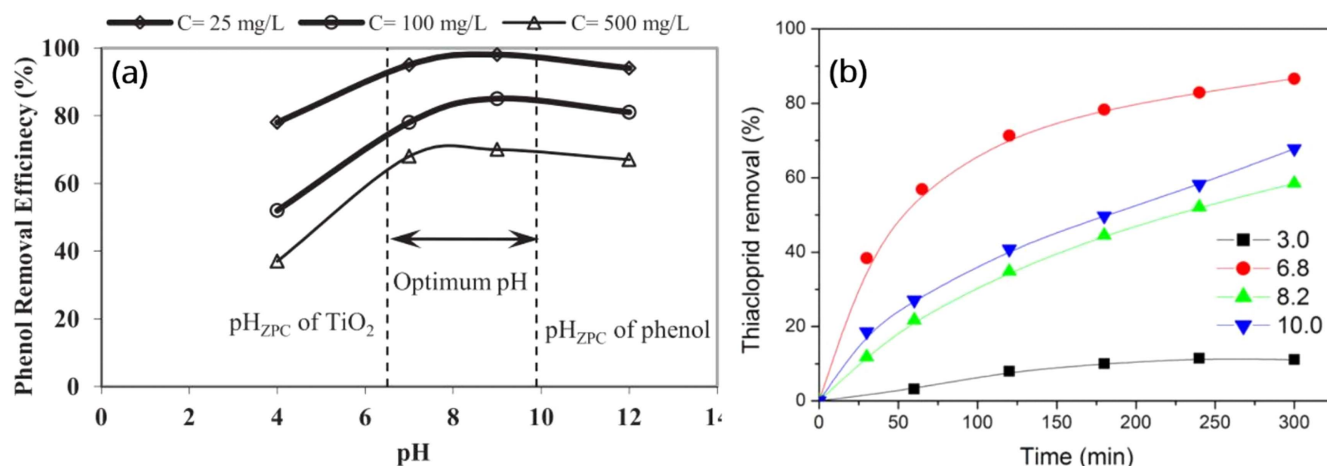 C= 25 mg/L C= 100 mg/L C= 500 mg/L
(a)
Phenol Removal Efficinecy (%)
100
80
60
40
20
0
Optimum pH
pHZPC of TiO2
pHZPC of phenol
0 2 4 6 8 10 12 14
pH
(b)
Thiacloprid removal (%)
100
80
60
40
20
0
3.0
6.8
8.2
10.0
0 50 100 150 200 250 300
Time (min)